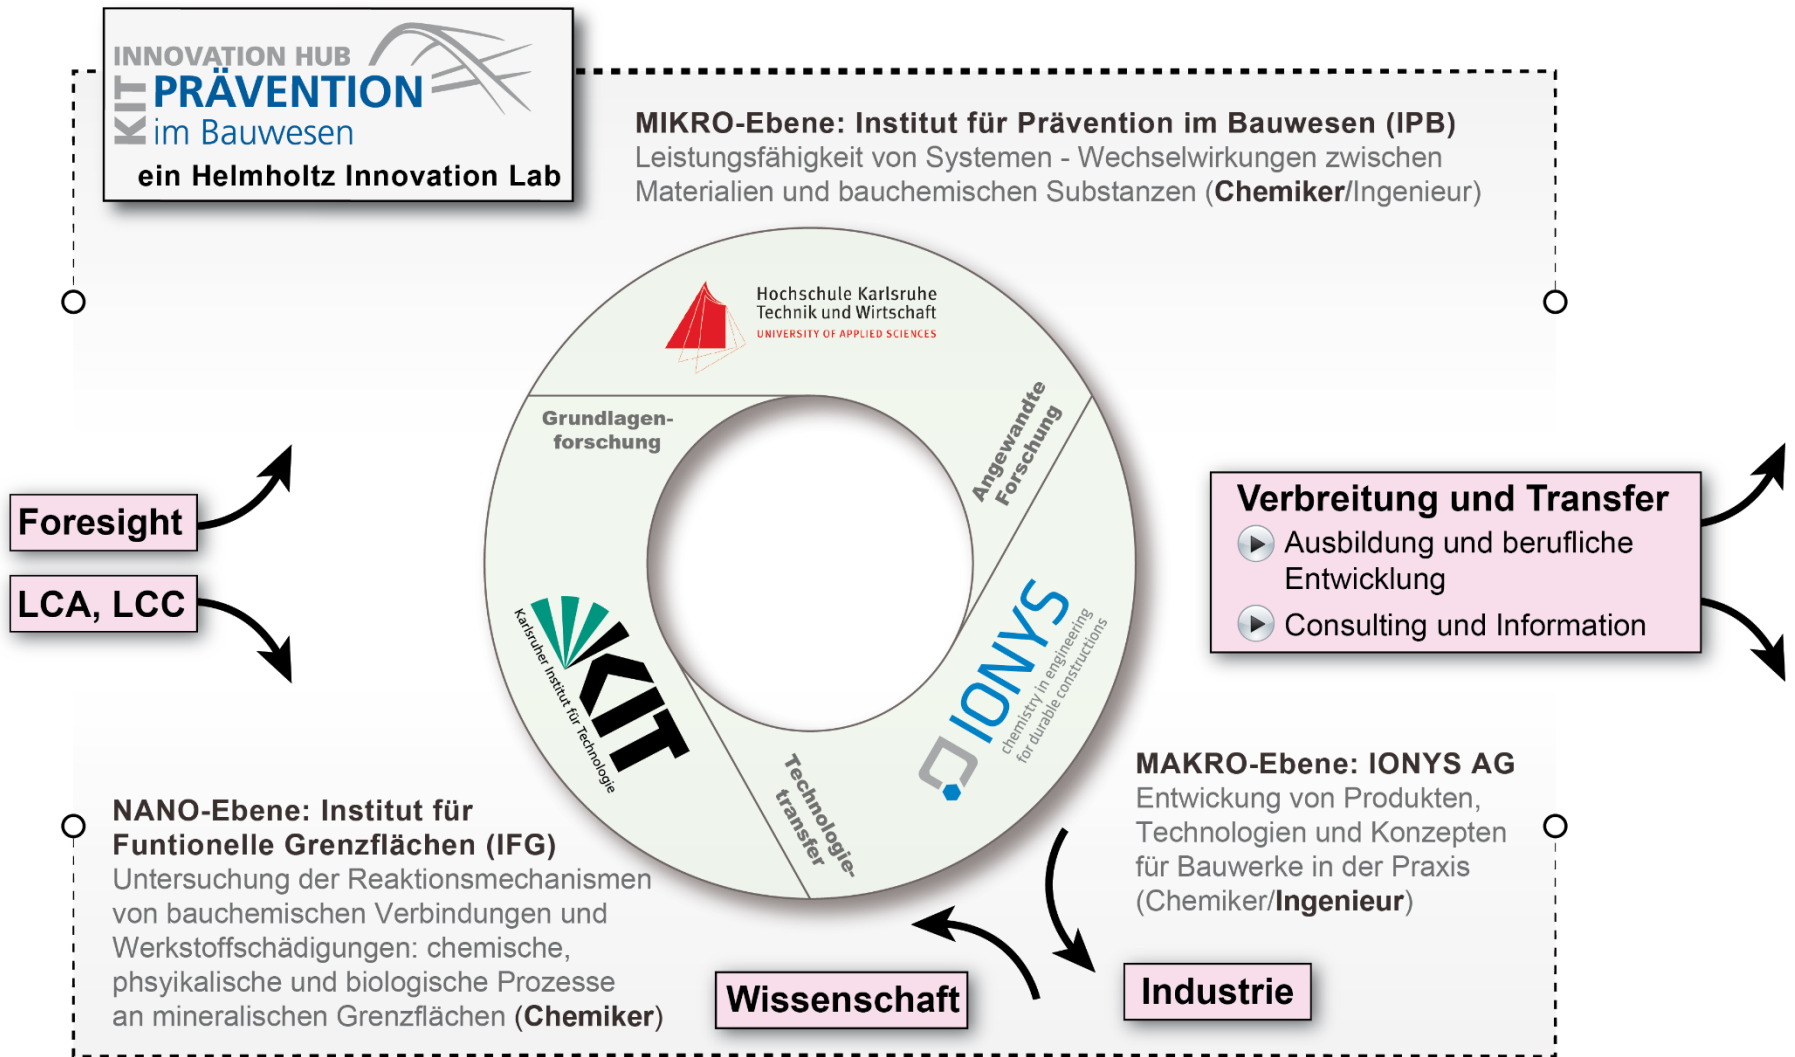 INNOVATION HUB
KIT PRÄVENTION
im Bauwesen
ein Helmholtz Innovation Lab
MIKRO-Ebene: Institut für Prävention im Bauwesen (IPB)
Leistungsfähigkeit von Systemen - Wechselwirkungen zwischen
Materialien und bauchemischen Substanzen (Chemiker/Ingenieur)
Hochschule Karlsruhe
Technik und Wirtschaft
UNIVERSITY OF APPLIED SCIENCES
Grundlagen-
forschung
Angewandte
Forschung
Foresight
LCA, LCC
Verbreitung und Transfer
Ausbildung und berufliche
Entwicklung
Consulting und Information
KIT
Karlsruher Institut für Technologie
IONYS
chemistry in engineering
for durable constructions
Technologie-
transfer
MAKRO-Ebene: IONYS AG
Entwickung von Produkten,
Technologien und Konzepten
für Bauwerke in der Praxis
(Chemiker/Ingenieur)
NANO-Ebene: Institut für
Funtionelle Grenzflächen (IFG)
Untersuchung der Reaktionsmechanismen
von bauchemischen Verbindungen und
Werkstoffschädigungen: chemische,
phsyikalische und biologische Prozesse
an mineralischen Grenzflächen (Chemiker)
Wissenschaft
Industrie